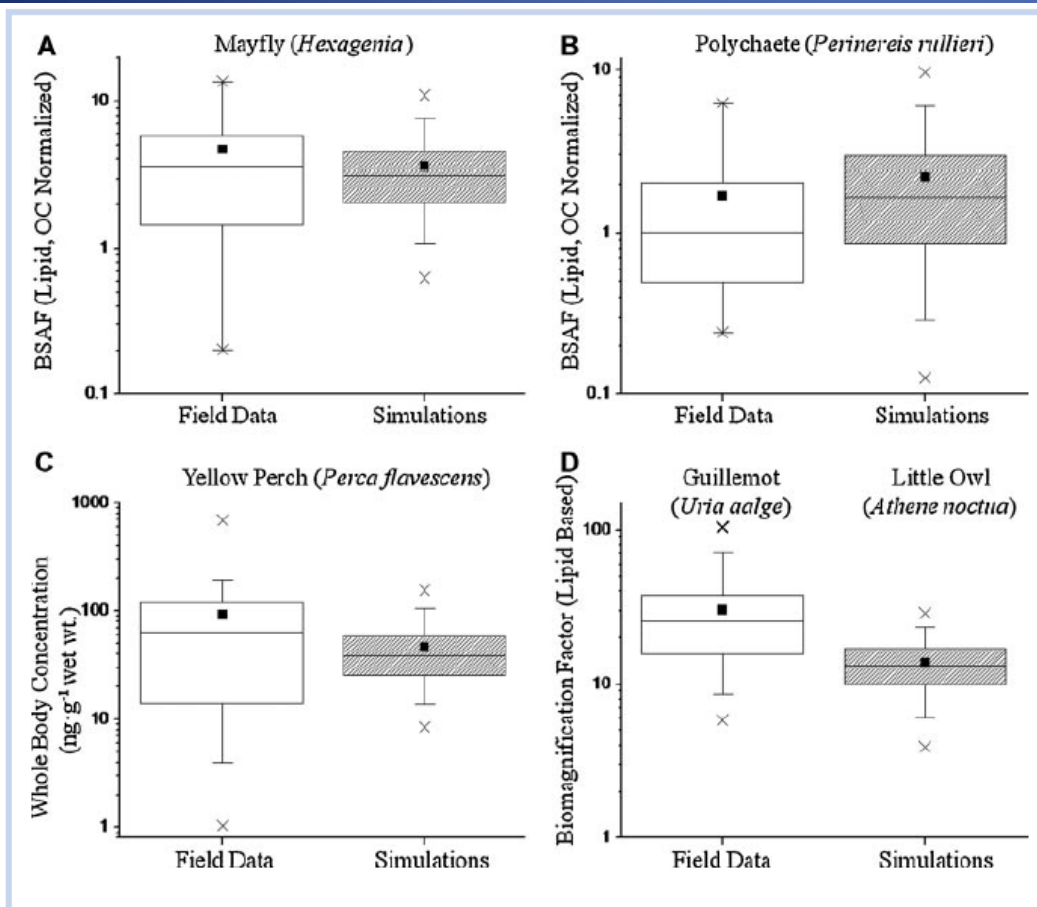 A
Mayfly (Hexagenia)
BSAF (Lipid, OC Normalized)
10
1
0.1
Field Data
Simulations
B
Polychaete (Perinereis rullieri)
BSAF (Lipid, OC Normalized)
10
1
0.1
Field Data
Simulations
C
Yellow Perch (Perca flavescens)
Whole Body Concentration
(ng·g⁻¹ wet wt.)
1000
100
10
1
Field Data
Simulations
D
Guillemot
(Uria aalge)
Little Owl
(Athene noctua)
Biomagnification Factor (Lipid Based)
100
10
1
Field Data
Simulations